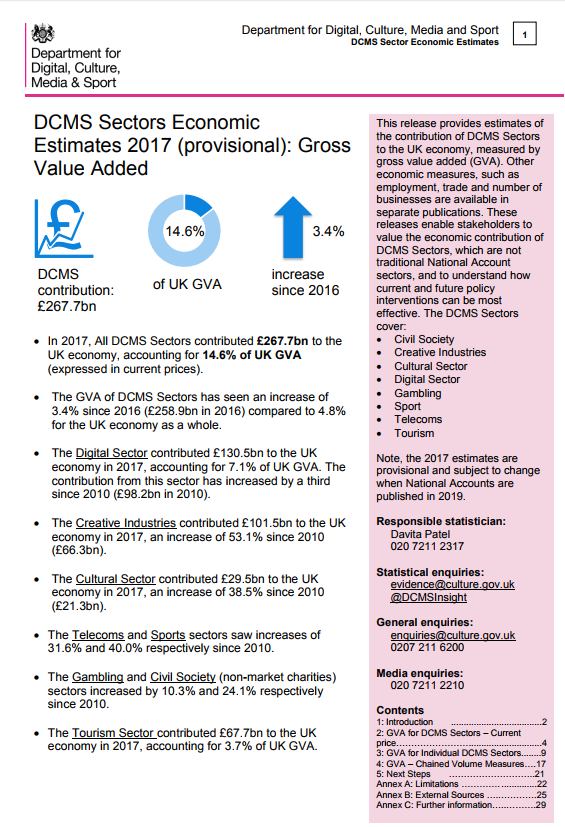 Department for
Digital, Culture,
Media & Sport
Department for Digital, Culture, Media and Sport
DCMS Sector Economic Estimates
1
DCMS Sectors Economic
Estimates 2017 (provisional): Gross
Value Added
DCMS
contribution:
£267.7bn
14.6%
of UK GVA
3.4%
increase
since 2016
• In 2017, All DCMS Sectors contributed £267.7bn to the
UK economy, accounting for 14.6% of UK GVA
(expressed in current prices).
• The GVA of DCMS Sectors has seen an increase of
3.4% since 2016 (£258.9bn in 2016) compared to 4.8%
for the UK economy as a whole.
• The Digital Sector contributed £130.5bn to the UK
economy in 2017, accounting for 7.1% of UK GVA. The
contribution from this sector has increased by a third
since 2010 (£98.2bn in 2010).
• The Creative Industries contributed £101.5bn to the UK
economy in 2017, an increase of 53.1% since 2010
(£66.3bn).
• The Cultural Sector contributed £29.5bn to the UK
economy in 2017, an increase of 38.5% since 2010
(£21.3bn).
• The Telecoms and Sports sectors saw increases of
31.6% and 40.0% respectively since 2010.
• The Gambling and Civil Society (non-market charities)
sectors increased by 10.3% and 24.1% respectively
since 2010.
• The Tourism Sector contributed £67.7bn to the UK
economy in 2017, accounting for 3.7% of UK GVA.
This release provides estimates of
the contribution of DCMS Sectors
to the UK economy, measured by
gross value added (GVA). Other
economic measures, such as
employment, trade and number of
businesses are available in
separate publications. These
releases enable stakeholders to
value the economic contribution of
DCMS Sectors, which are not
traditional National Account
sectors, and to understand how
current and future policy
interventions can be most
effective. The DCMS Sectors
cover:
• Civil Society
• Creative Industries
• Cultural Sector
• Digital Sector
• Gambling
• Sport
• Telecoms
• Tourism
Note, the 2017 estimates are
provisional and subject to change
when National Accounts are
published in 2019.
Responsible statistician:
Davita Patel
020 7211 2317
Statistical enquiries:
evidence@culture.gov.uk
@DCMSInsight
General enquiries:
enquiries@culture.gov.uk
0207 211 6200
Media enquiries:
020 7211 2210
Contents
1: Introduction ..................................2
2: GVA for DCMS Sectors – Current
price......................................................4
3: GVA for Individual DCMS Sectors.......9
4: GVA – Chained Volume Measures....17
5: Next Steps ...............................21
Annex A: Limitations ............................22
Annex B: External Sources ..................25
Annex C: Further information................29